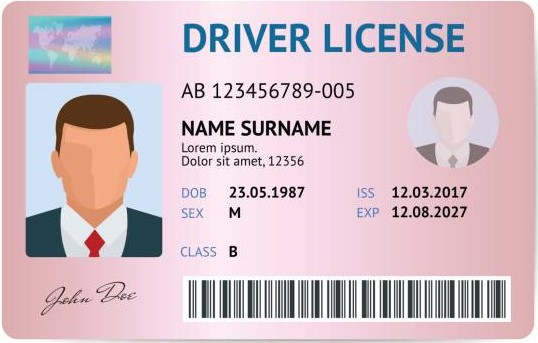 DRIVER LICENSE
AB 123456789-005
NAME SURNAME
Lorem ipsum.
Dolor sit amet, 12356
DOB 23.05.1987 ISS 12.03.2017
SEX M EXP 12.08.2027
CLASS B
John Doe